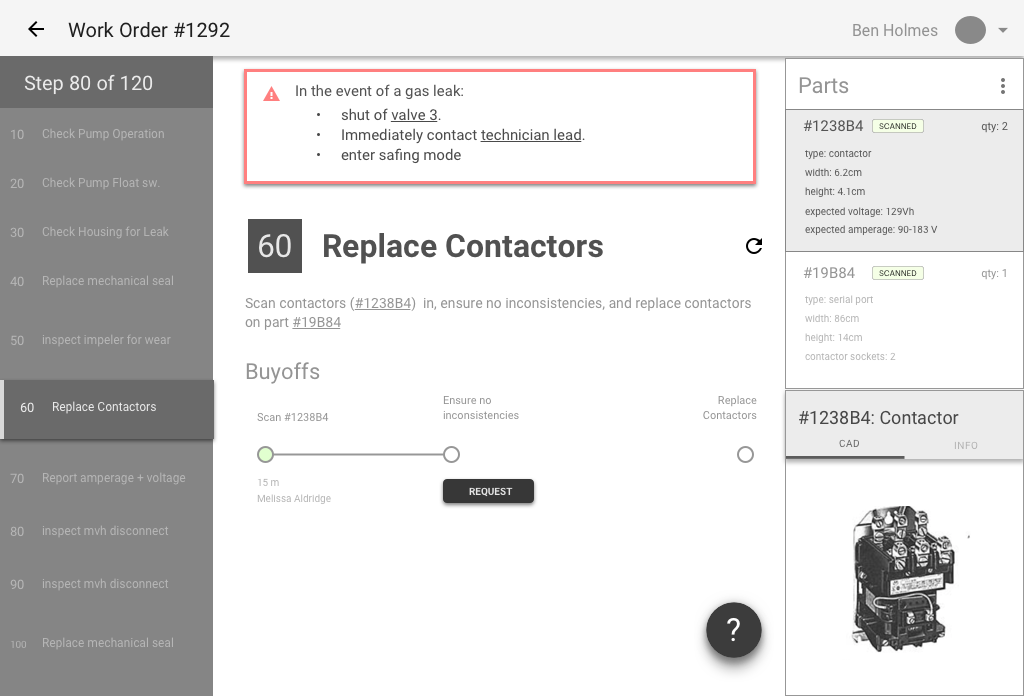 Work Order #1292
Ben Holmes
Step 80 of 120
10 Check Pump Operation
20 Check Pump Float sw.
30 Check Housing for Leak
40 Replace mechanical seal
50 inspect impeler for wear
60 Replace Contactors
70 Report amperage + voltage
80 inspect mvh disconnect
90 inspect mvh disconnect
100 Replace mechanical seal
In the event of a gas leak:
• shut of valve 3.
• Immediately contact technician lead.
• enter safing mode
60 Replace Contactors
Scan contactors (#1238B4) in, ensure no inconsistencies, and replace contactors
on part #19B84
Buyoffs
Scan #1238B4
Ensure no
inconsistencies
Replace
Contactors
15 m
Melissa Aldridge
REQUEST
?
Parts
#1238B4 SCANNED qty: 2
type: contactor
width: 6.2cm
height: 4.1cm
expected voltage: 129Vh
expected amperage: 90-183 V
#19B84 SCANNED qty: 1
type: serial port
width: 86cm
height: 14cm
contactor sockets: 2
#1238B4: Contactor
CAD INFO